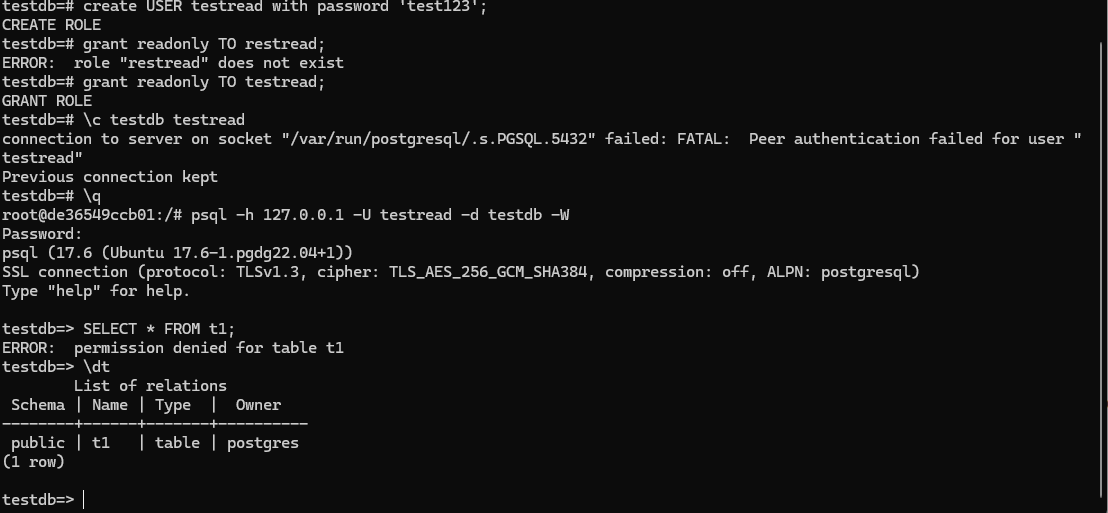 testdb=# create USER testread with password 'test123';
CREATE ROLE
testdb=# grant readonly TO restread;
ERROR:  role "restread" does not exist
testdb=# grant readonly TO testread;
GRANT ROLE
testdb=# \c testdb testread
connection to server on socket "/var/run/postgresql/.s.PGSQL.5432" failed: FATAL:  Peer authentication failed for user "
testread"
Previous connection kept
testdb=# \q
root@de36549ccb01:/# psql -h 127.0.0.1 -U testread -d testdb -W
Password:
psql (17.6 (Ubuntu 17.6-1.pgdg22.04+1))
SSL connection (protocol: TLSv1.3, cipher: TLS_AES_256_GCM_SHA384, compression: off, ALPN: postgresql)
Type "help" for help.

testdb=> SELECT * FROM t1;
ERROR:  permission denied for table t1
testdb=> \dt
        List of relations
 Schema | Name | Type  |  Owner
--------+------+-------+----------
 public | t1   | table | postgres
(1 row)

testdb=>